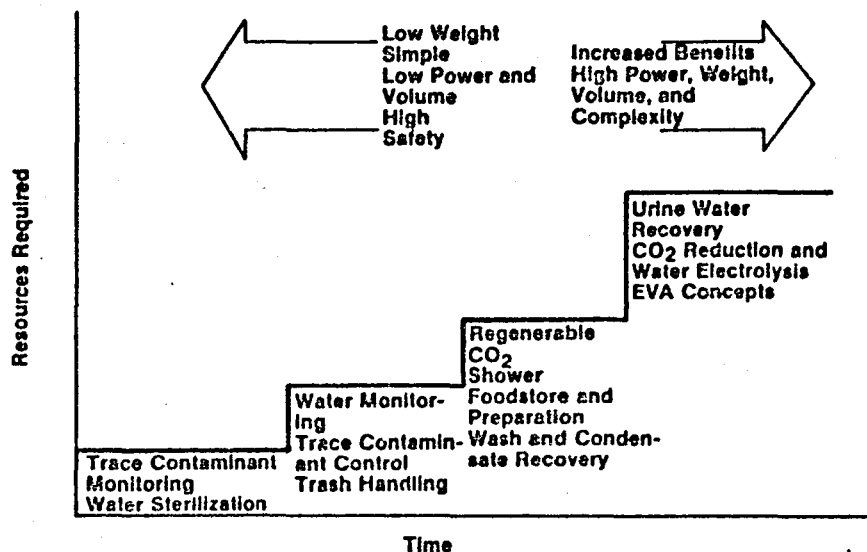 Low Weight
Simple
Low Power and
Volume
High
Safety
Increased Benefits
High Power, Weight,
Volume, and
Complexity
Resources Required
Urine Water
Recovery
CO2 Reduction and
Water Electrolysis
EVA Concepts
Regenerable
CO2
Shower
Foodstore and
Preparation
Wash and Conden-
sate Recovery
Water Monitor-
ing
Trace Contamin-
ant Control
Trash Handling
Trace Contaminant
Monitoring
Water Sterilization
Time